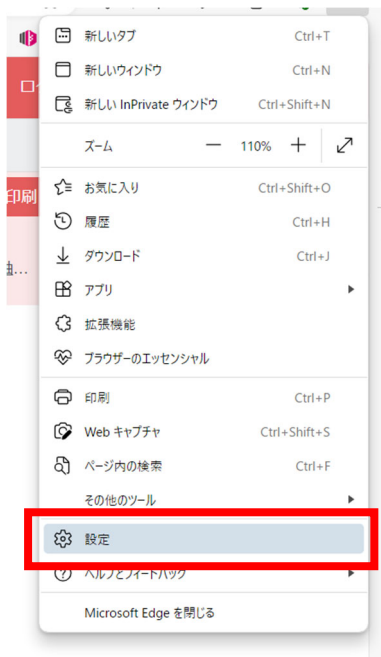 新しいタブ Ctrl+T
新しいウィンドウ Ctrl+N
新しい InPrivate ウィンドウ Ctrl+Shift+N
ズーム 110%
お気に入り Ctrl+Shift+O
印刷
履歴 Ctrl+H
ダウンロード Ctrl+J
アプリ
拡張機能
ブラウザーのエッセンシャル
印刷 Ctrl+P
Web キャプチャ Ctrl+Shift+S
ページ内の検索 Ctrl+F
その他のツール
設定
ヘルプとフィードバック
Microsoft Edge を閉じる